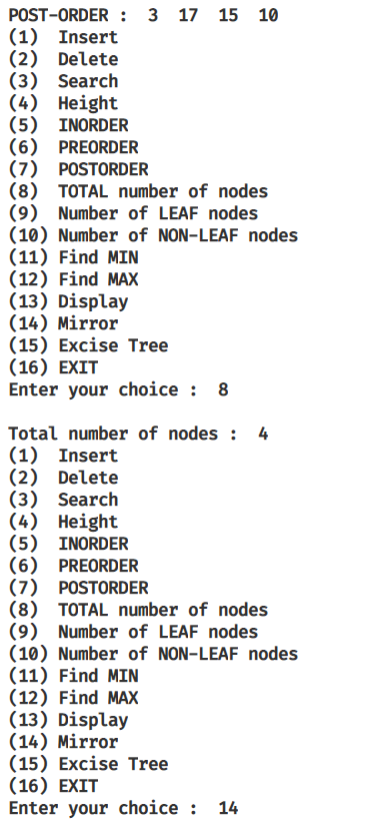 POST-ORDER :  3  17  15  10
(1)  Insert
(2)  Delete
(3)  Search
(4)  Height
(5)  INORDER
(6)  PREORDER
(7)  POSTORDER
(8)  TOTAL number of nodes
(9)  Number of LEAF nodes
(10) Number of NON-LEAF nodes
(11) Find MIN
(12) Find MAX
(13) Display
(14) Mirror
(15) Excise Tree
(16) EXIT
Enter your choice :  8

Total number of nodes :  4
(1)  Insert
(2)  Delete
(3)  Search
(4)  Height
(5)  INORDER
(6)  PREORDER
(7)  POSTORDER
(8)  TOTAL number of nodes
(9)  Number of LEAF nodes
(10) Number of NON-LEAF nodes
(11) Find MIN
(12) Find MAX
(13) Display
(14) Mirror
(15) Excise Tree
(16) EXIT
Enter your choice :  14